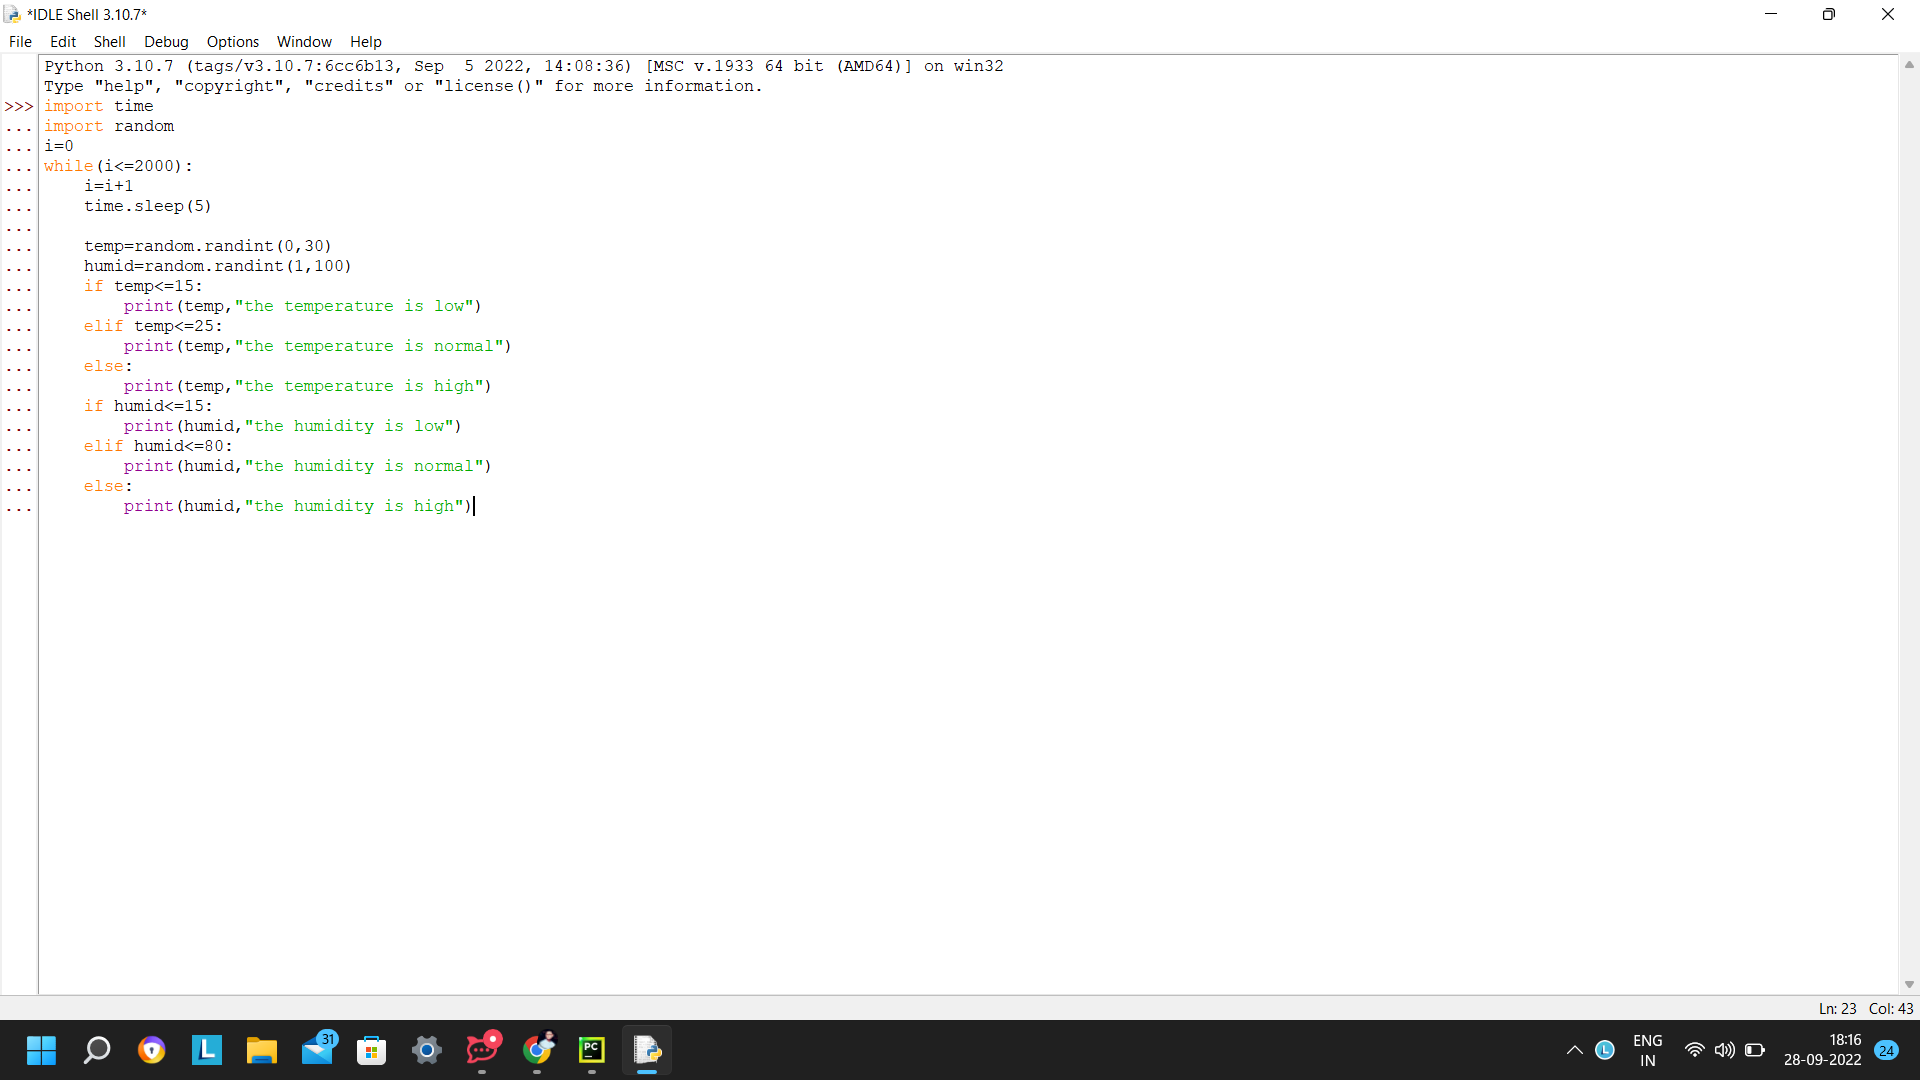 *IDLE Shell 3.10.7*
File Edit Shell Debug Options Window Help
Python 3.10.7 (tags/v3.10.7:6cc6b13, Sep  5 2022, 14:08:36) [MSC v.1933 64 bit (AMD64)] on win32
Type "help", "copyright", "credits" or "license()" for more information.
>>> import time
... import random
... i=0
... while(i<=2000):
...     i=i+1
...     time.sleep(5)
...
...     temp=random.randint(0,30)
...     humid=random.randint(1,100)
...     if temp<=15:
...         print(temp,"the temperature is low")
...     elif temp<=25:
...         print(temp,"the temperature is normal")
...     else:
...         print(temp,"the temperature is high")
...     if humid<=15:
...         print(humid,"the humidity is low")
...     elif humid<=80:
...         print(humid,"the humidity is normal")
...     else:
...         print(humid,"the humidity is high")
Ln: 23 Col: 43
L
31
PC
L
ENG
IN
18:16
28-09-2022
24